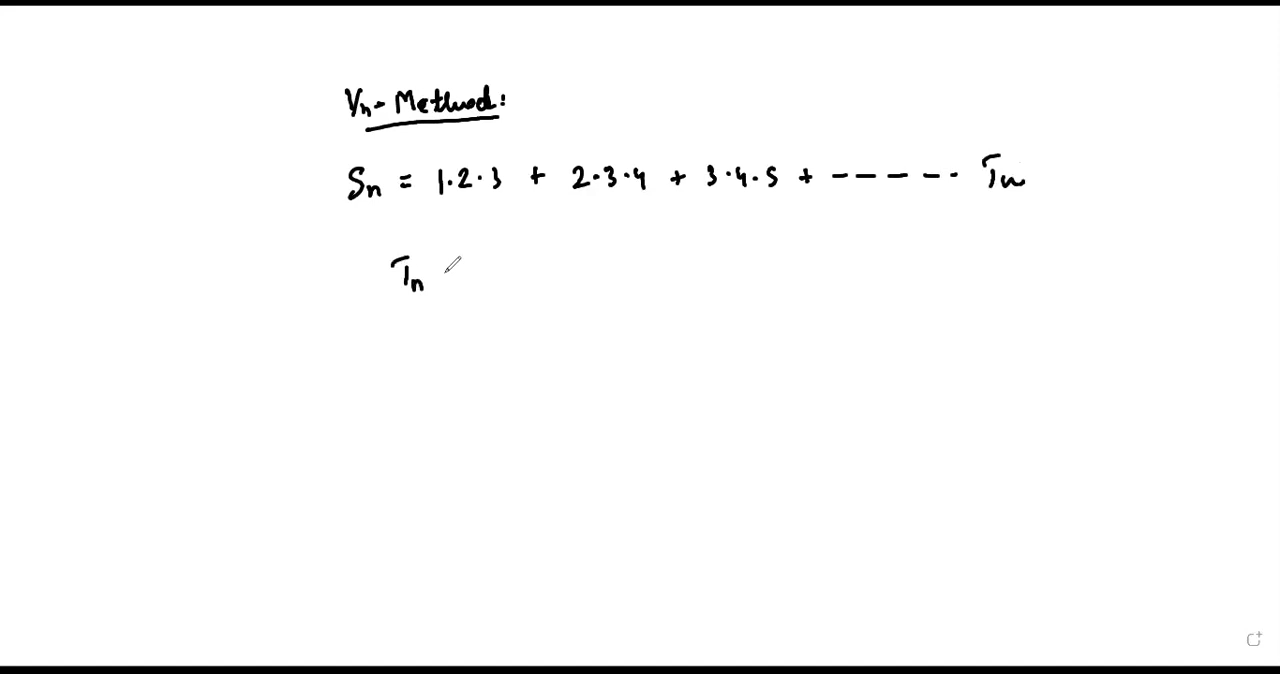 Vn - Method:
Sn = 1.2.3 + 2.3.4 + 3.4.5 + ------ Tn
Tn